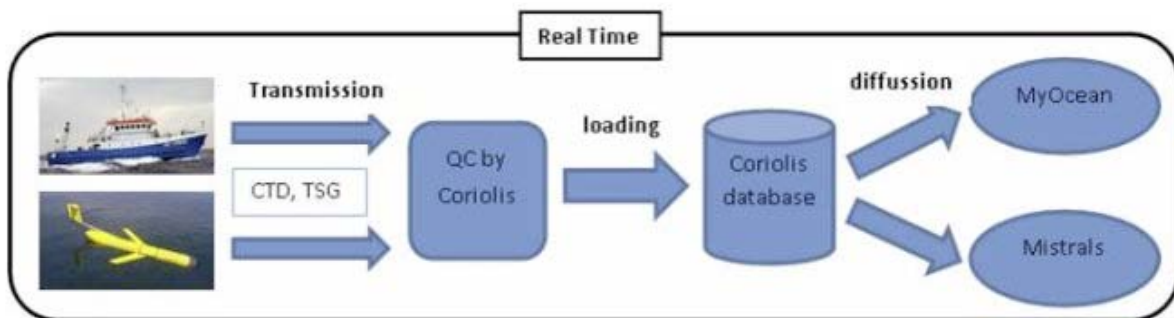 Real Time
Transmission
CTD, TSG
QC by
Coriolis
loading
Coriolis
database
diffussion
MyOcean
Mistrals